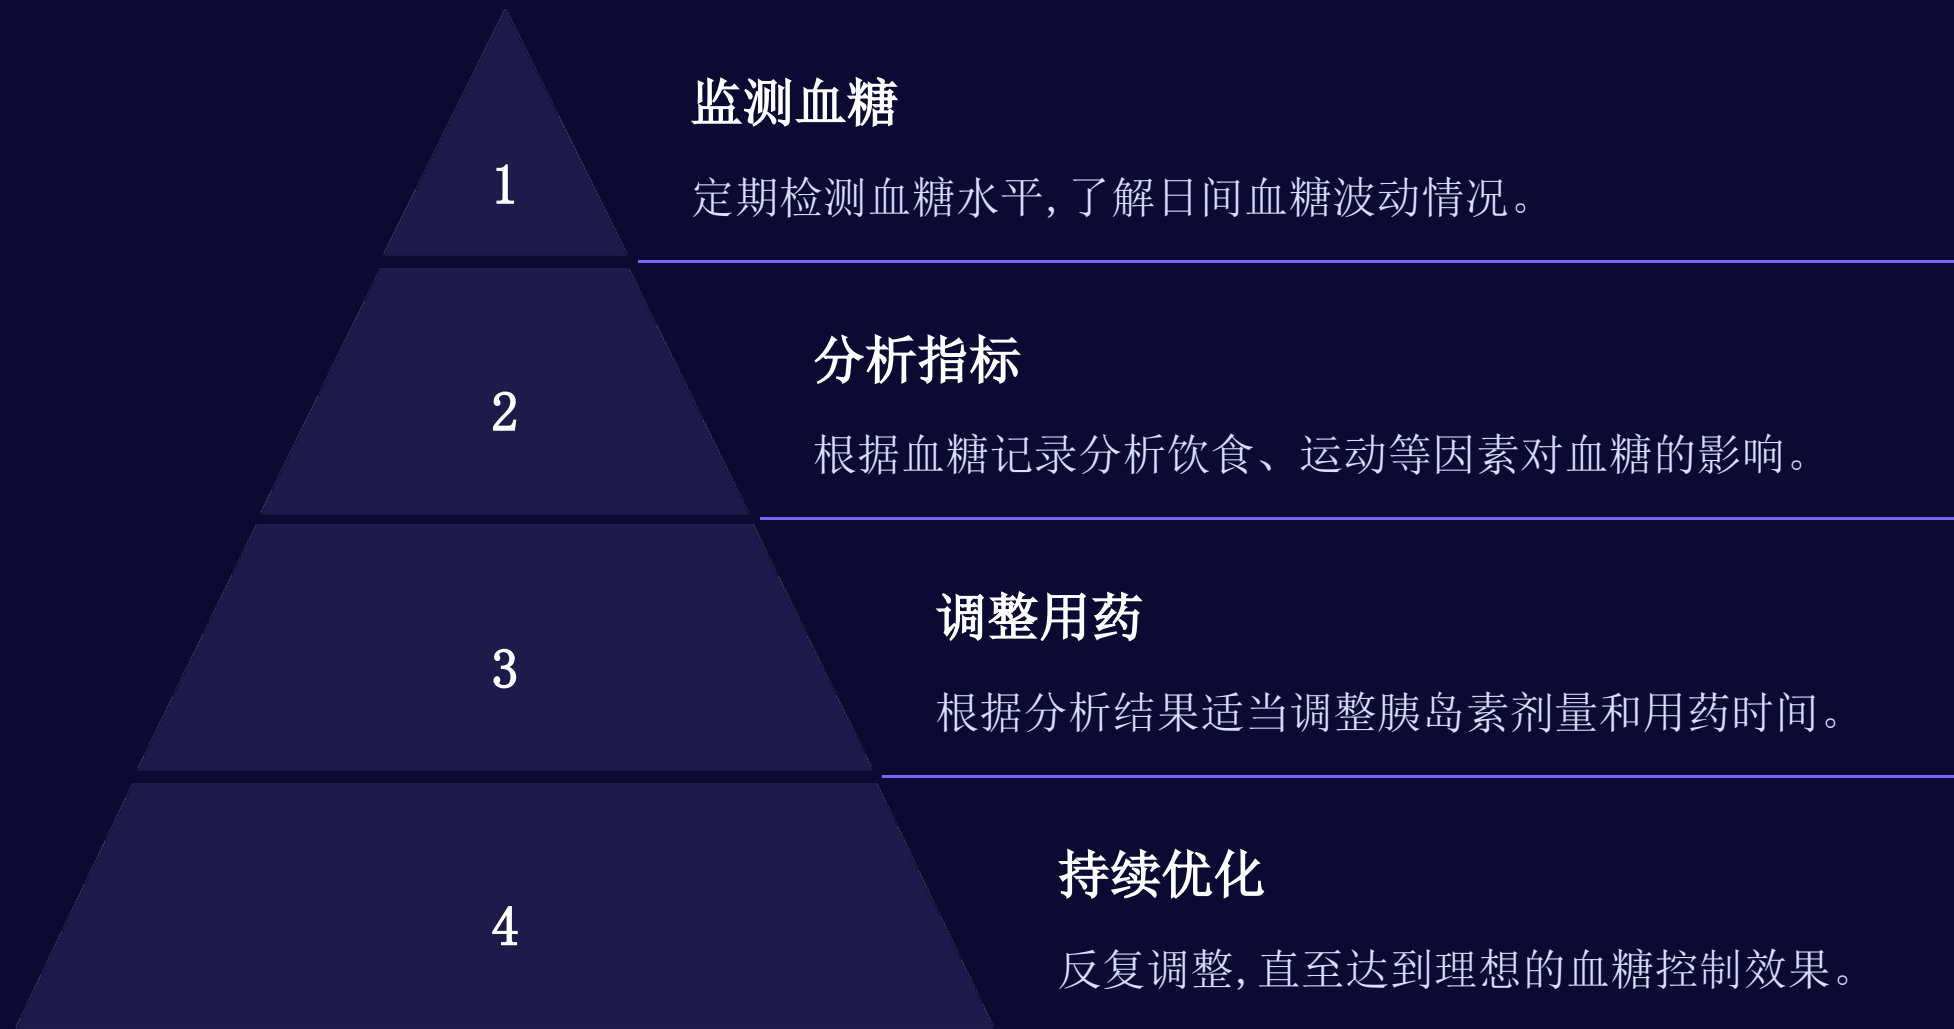 监测血糖
1
定期检测血糖水平,了解日间血糖波动情况。
分析指标
2
根据血糖记录分析饮食、运动等因素对血糖的影响。
调整用药
3
根据分析结果适当调整胰岛素剂量和用药时间。
持续优化
4
反复调整,直至达到理想的血糖控制效果。